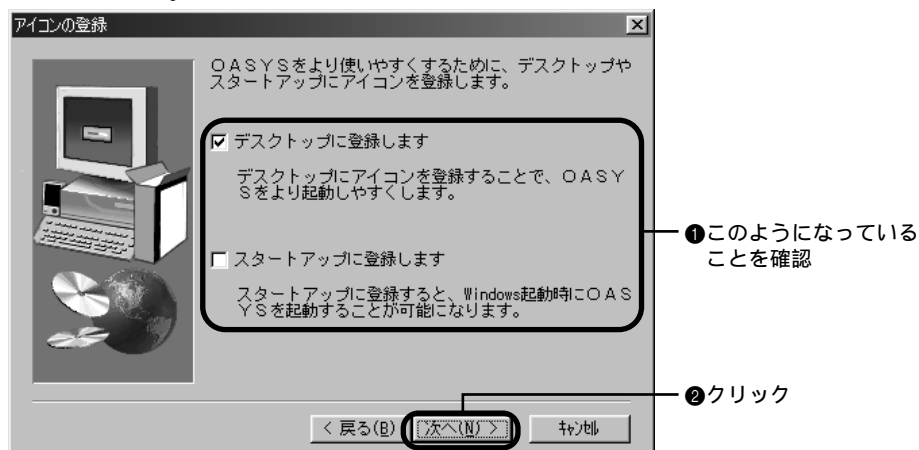 アイコンの登録
OASYSをより使いやすくするために、デスクトップや
スタートアップにアイコンを登録します。
デスクトップに登録します
デスクトップにアイコンを登録することで、OASY
Sをより起動しやすくします。
スタートアップに登録します
スタートアップに登録すると、Windows起動時にOAS
YSを起動することが可能になります。
❶このようになっている
ことを確認
❷クリック
< 戻る(B)
次へ(N) >
キャンセル